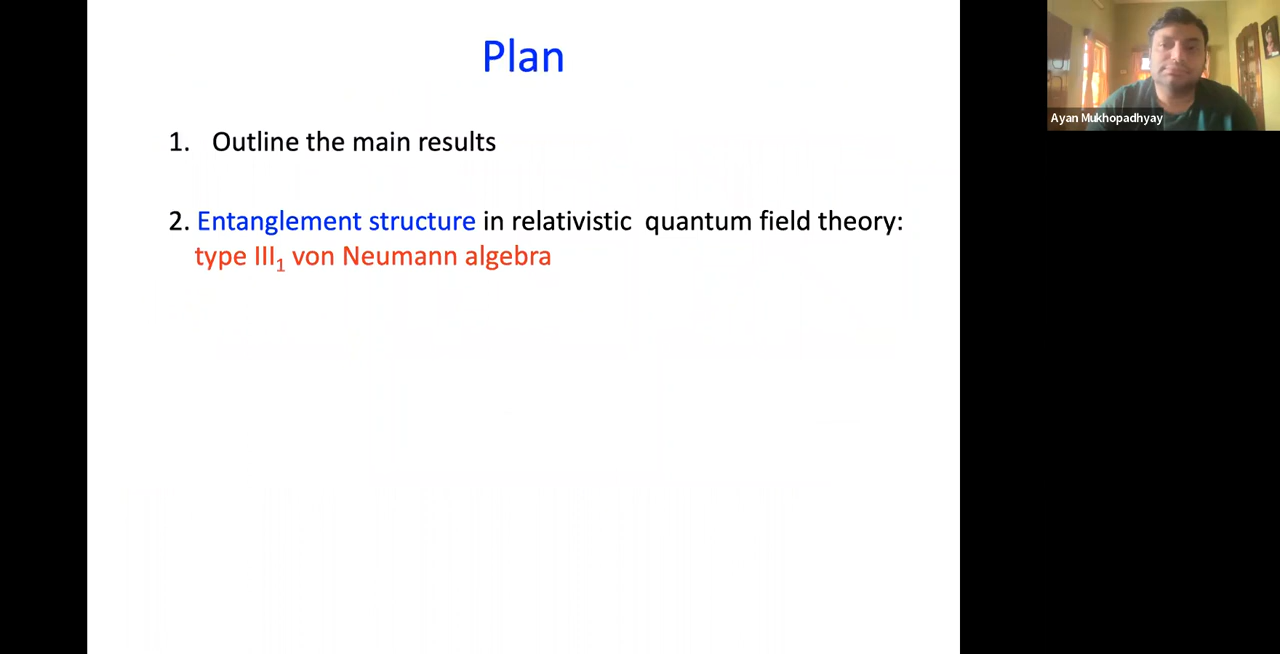 Plan
1. Outline the main results
2. Entanglement structure in relativistic quantum field theory:
type III₁ von Neumann algebra
Ayan Mukhopadhyay